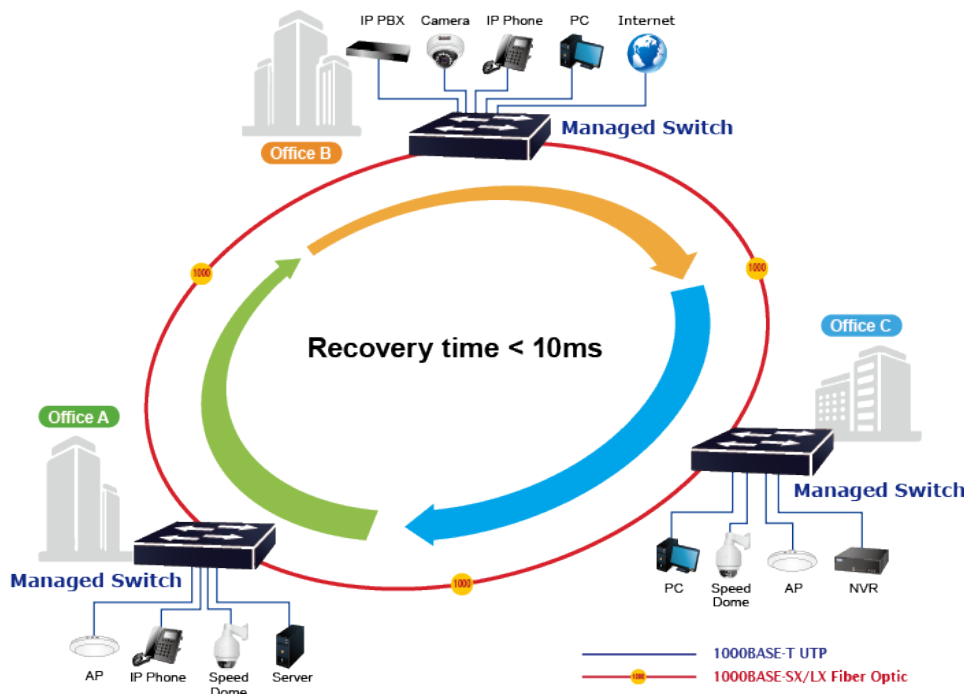 IP PBX
Camera
IP Phone
PC
Internet
Managed Switch
Office B
1000
1000
Office C
Recovery time < 10ms
Office A
Managed Switch
Managed Switch
1000
PC
Speed
Dome
AP
NVR
AP
IP Phone
Speed
Dome
Server
1000BASE-T UTP
1000
1000BASE-SX/LX Fiber Optic